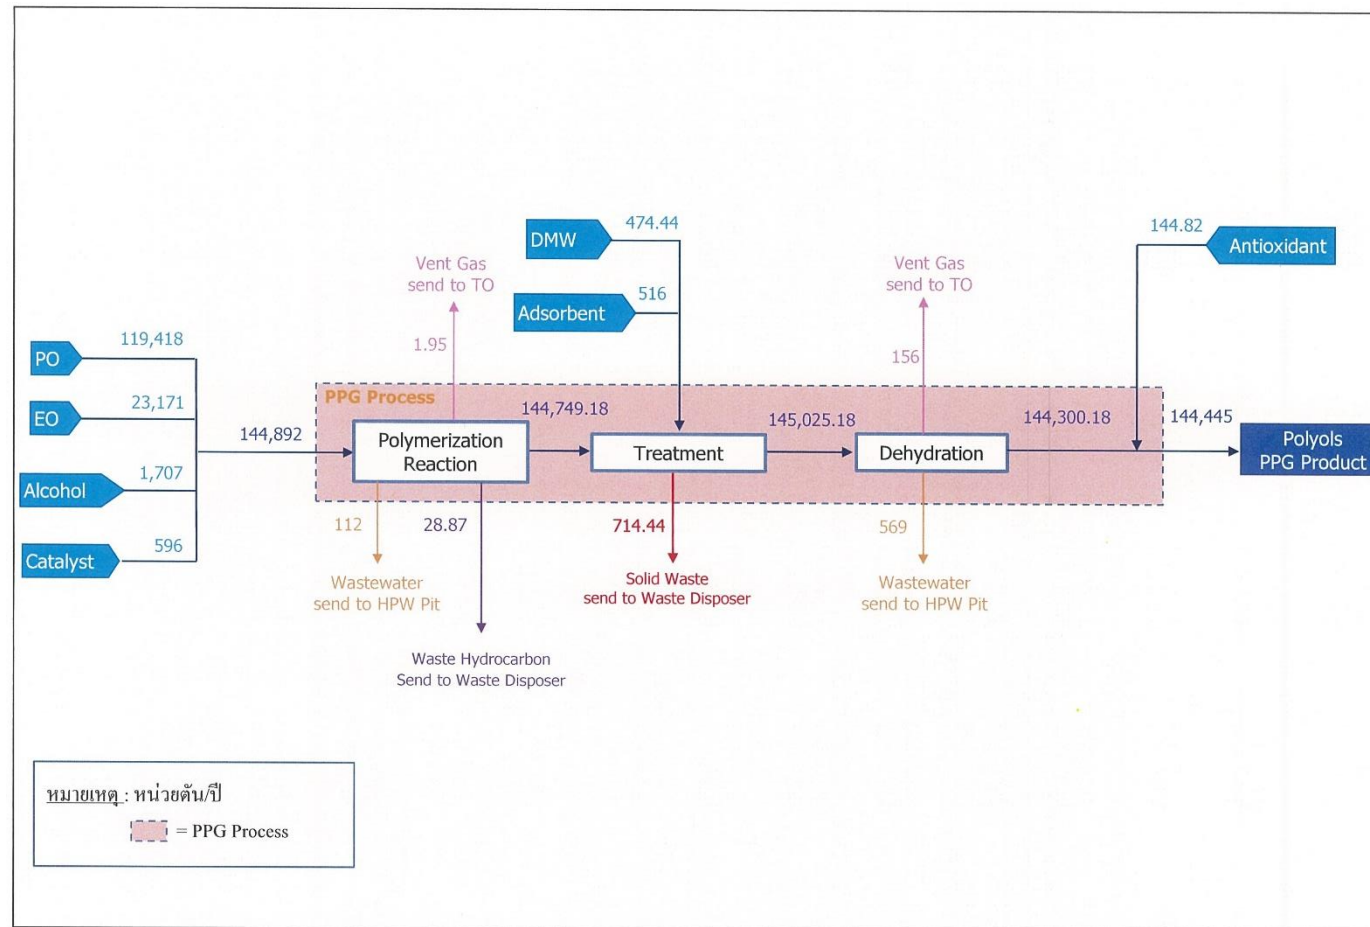 DMW
474.44
144.82
Antioxidant
Vent Gas
send to TO
Vent Gas
send to TO
Adsorbent
516
119,418
PO
1.95
156
23,171
EO
PPG Process
144,892
Polymerization
Reaction
144,749.18
Treatment
145,025.18
Dehydration
144,300.18
144,445
Polyols
PPG Product
1,707
Alcohol
596
Catalyst
112
28.87
714.44
569
Wastewater
send to HPW Pit
Solid Waste
send to Waste Disposer
Wastewater
send to HPW Pit
Waste Hydrocarbon
Send to Waste Disposer
หมายเหตุ : หน่วยตัน/ปี
= PPG Process